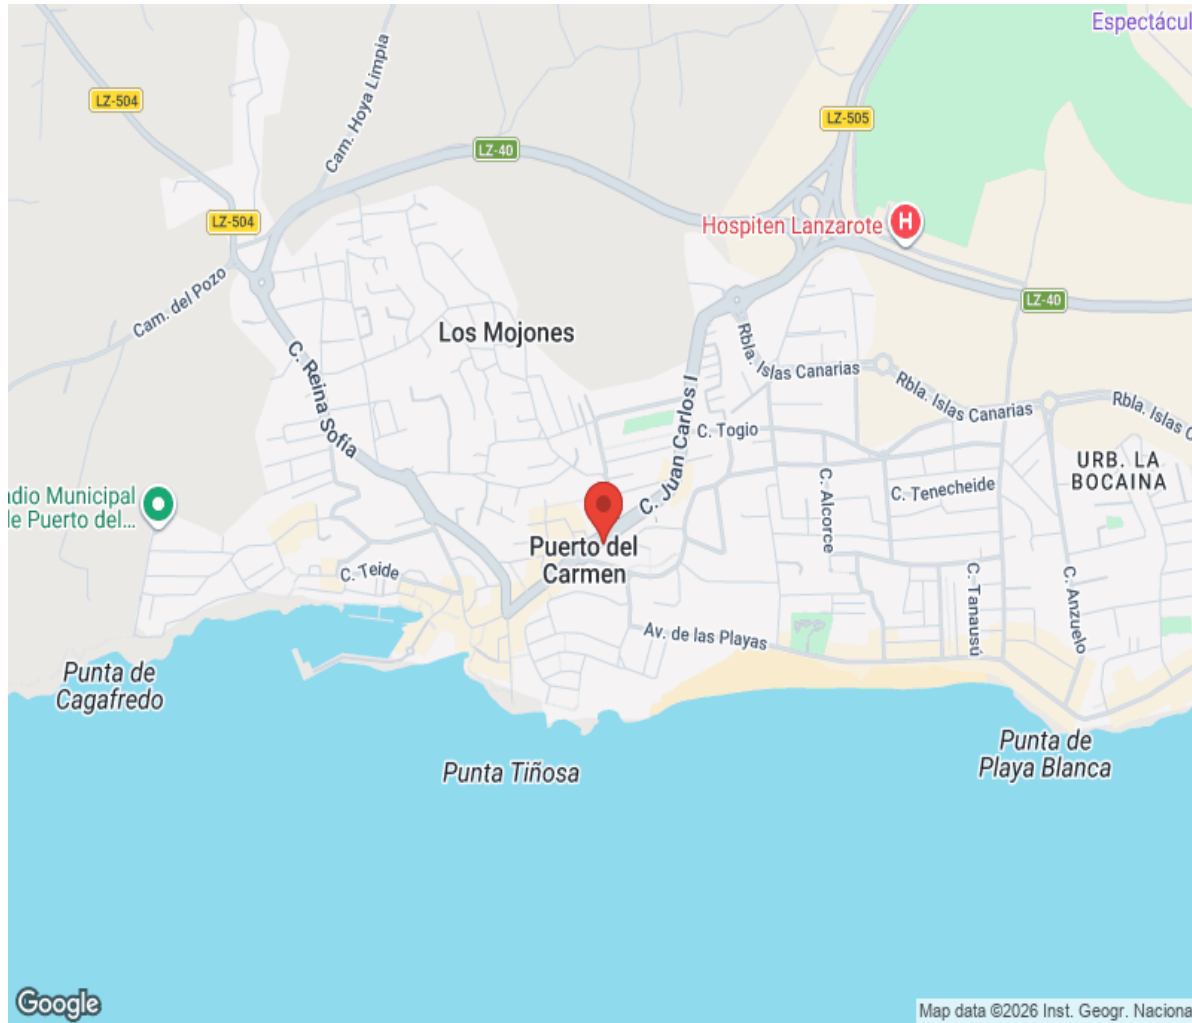 Espectácul
LZ-504
Cam. Hoya Limpia
LZ-505
LZ-40
LZ-504
Hospiten Lanzarote
H
Cam. del Pozo
LZ-40
Los Mojones
C. Reina Sofía
Rbla. Islas Canarias
Rbla. Islas Canarias
Rbla. Islas C
C. Juan Carlos I
C. Togio
URB. LA
BOCAINA
C. Alcorce
C. Tenecheide
adio Municipal
de Puerto del...
Puerto del
Carmen
C. Teide
C. Tanausú
C. Anzuelo
Av. de las Playas
Punta de
Cagafredo
Punta Tiñosa
Punta de
Playa Blanca
Google
Map data ©2026 Inst. Geogr. Naciona